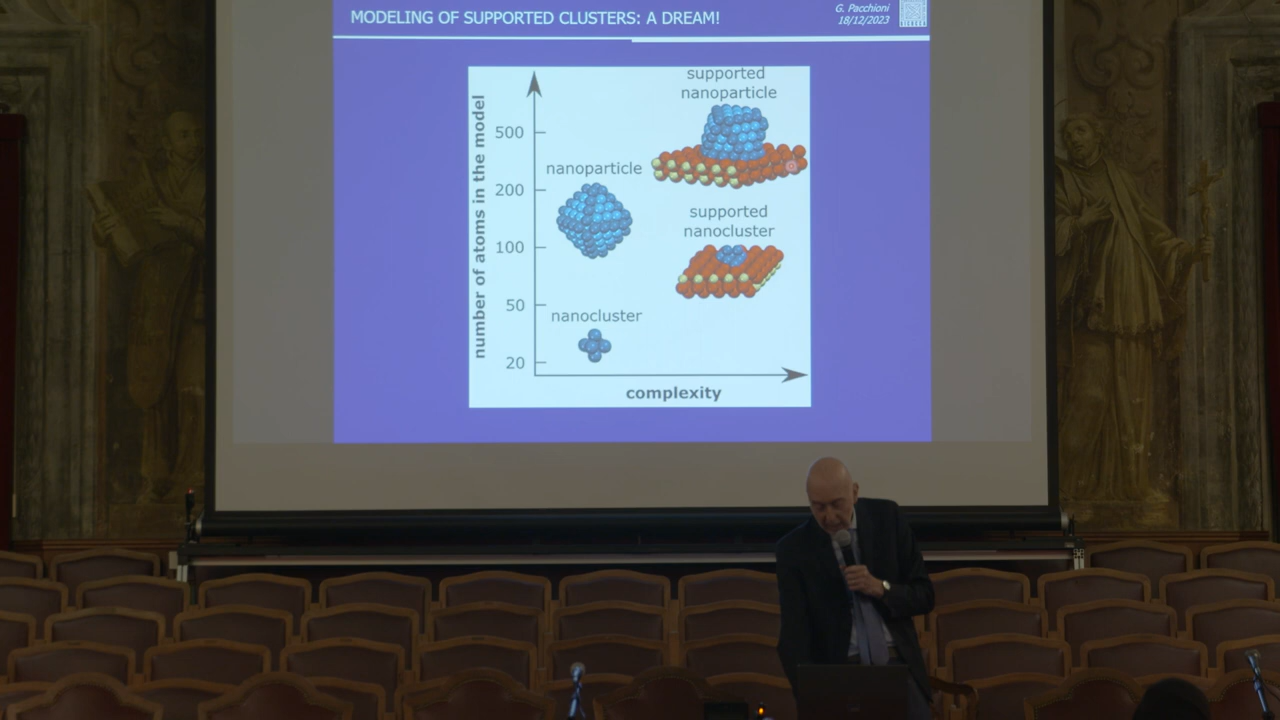 MODELING OF SUPPORTED CLUSTERS: A DREAM!
G. Pacchioni
18/12/2023
number of atoms in the model
500
200
100
50
20
supported
nanoparticle
nanoparticle
supported
nanocluster
nanocluster
complexity